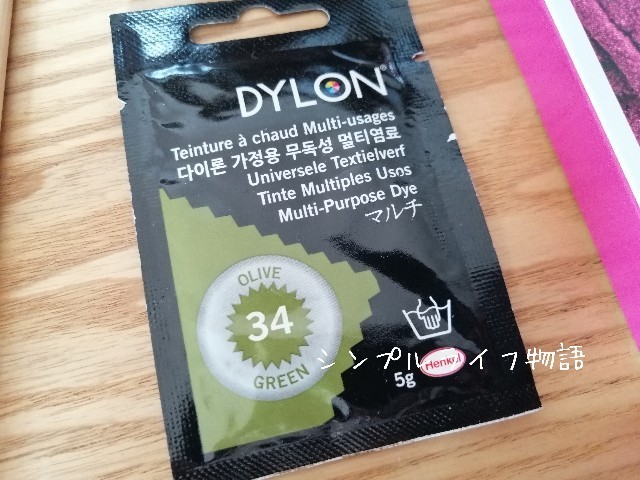 DYLON®
Teinture à chaud Multi-usages
다이론 가정용 무독성 멀티염료
Universele Textielverf
Tinte Multiples Usos
Multi-Purpose Dye
マルチ
OLIVE
34
GREEN
シンプルライフ物語
Henkel
5g